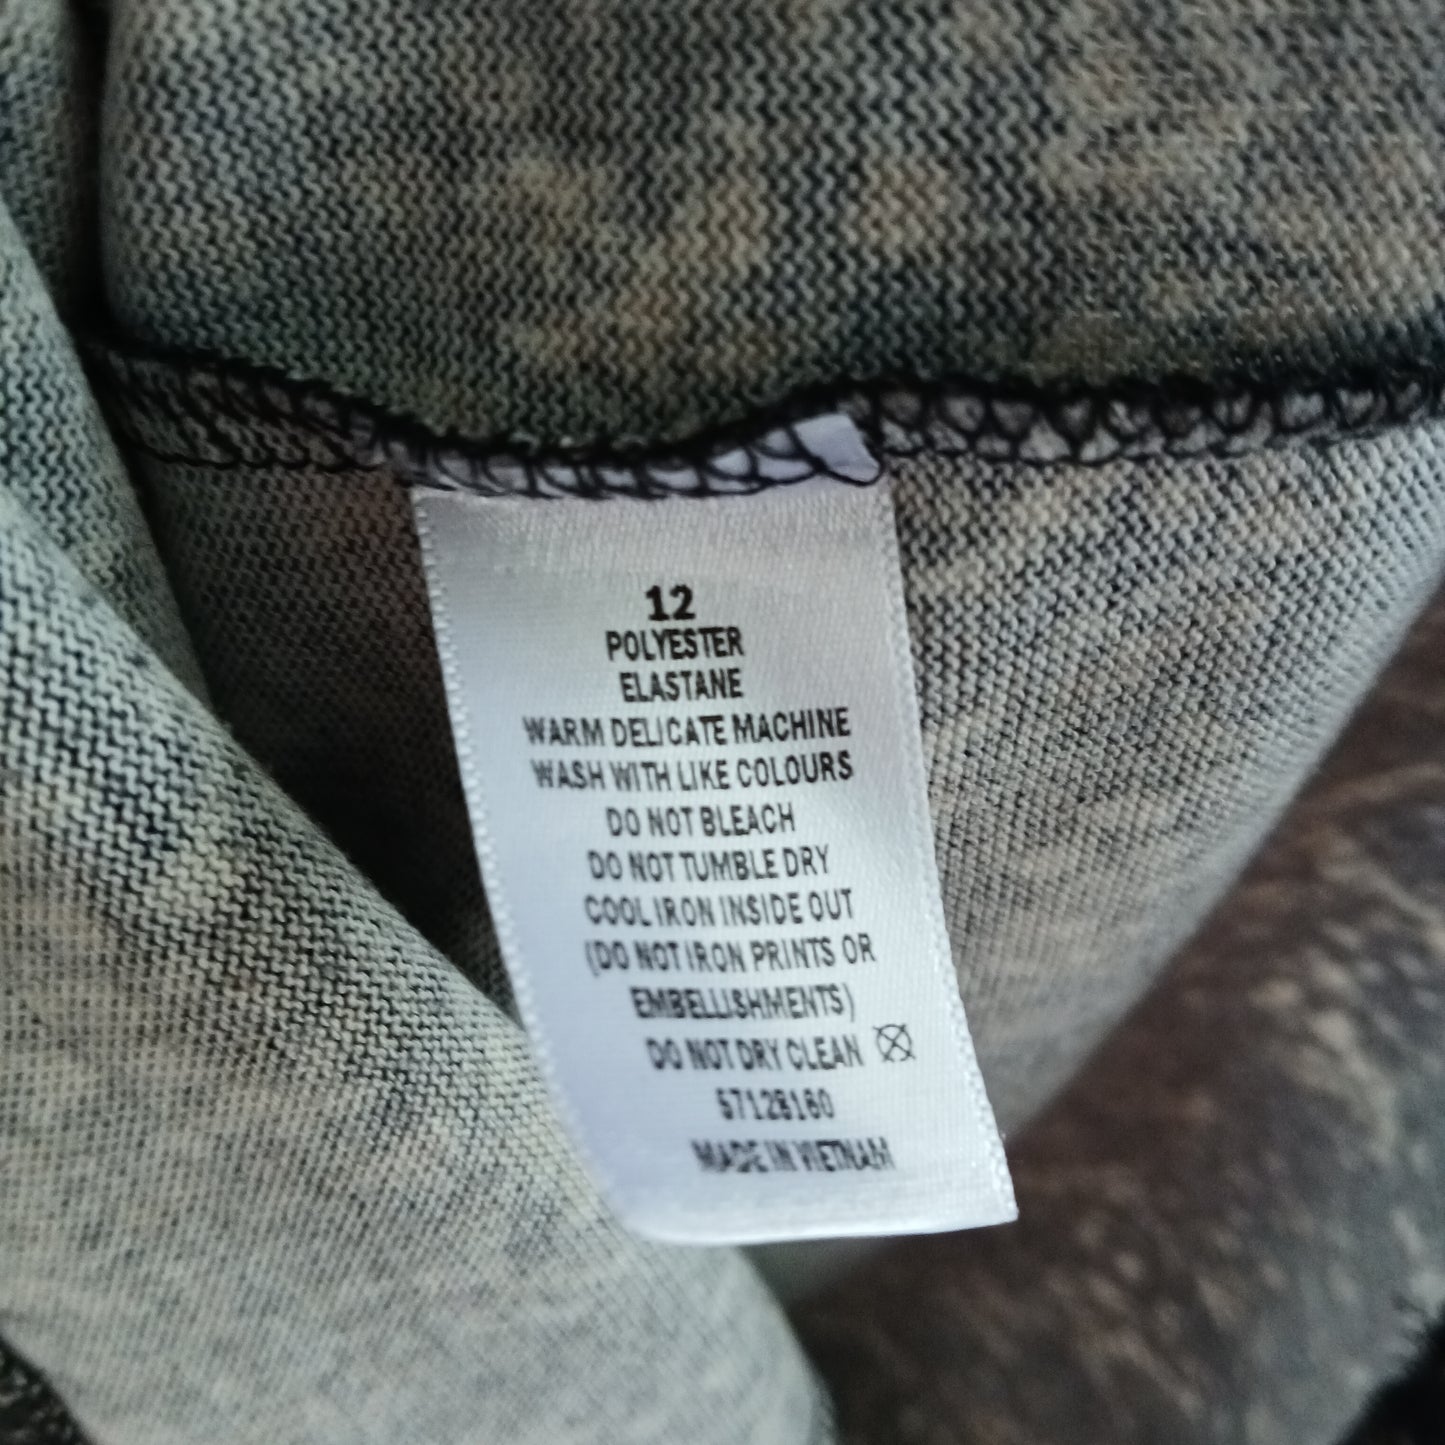 12
POLYESTER
ELASTANE
WARM DELICATE MACHINE
WASH WITH LIKE COLOURS
DO NOT BLEACH
DO NOT TUMBLE DRY
COOL IRON INSIDE OUT
(DO NOT IRON PRINTS OR
EMBELLISHMENTS)
DO NOT DRY CLEAN
57128160
MADE IN VIETNAM